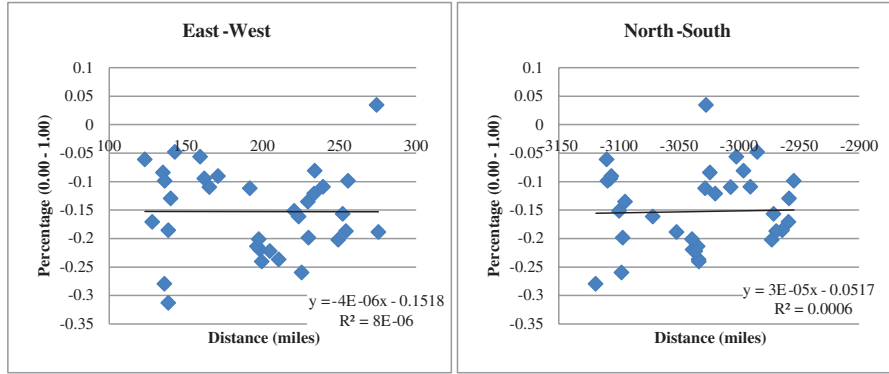 East -West
0.1
0.05
0
100 150 200 250 300
-0.05
-0.1
-0.15
-0.2
-0.25
-0.3
-0.35
Percentage (0.00 - 1.00)
y = -4E-06x - 0.1518
R² = 8E-06
Distance (miles)
North -South
0.1
0.05
0
-3150 -3100 -3050 -3000 -2950 -2900
-0.05
-0.1
-0.15
-0.2
-0.25
-0.3
-0.35
Percentage (0.00 - 1.00)
y = 3E-05x - 0.0517
R² = 0.0006
Distance (miles)